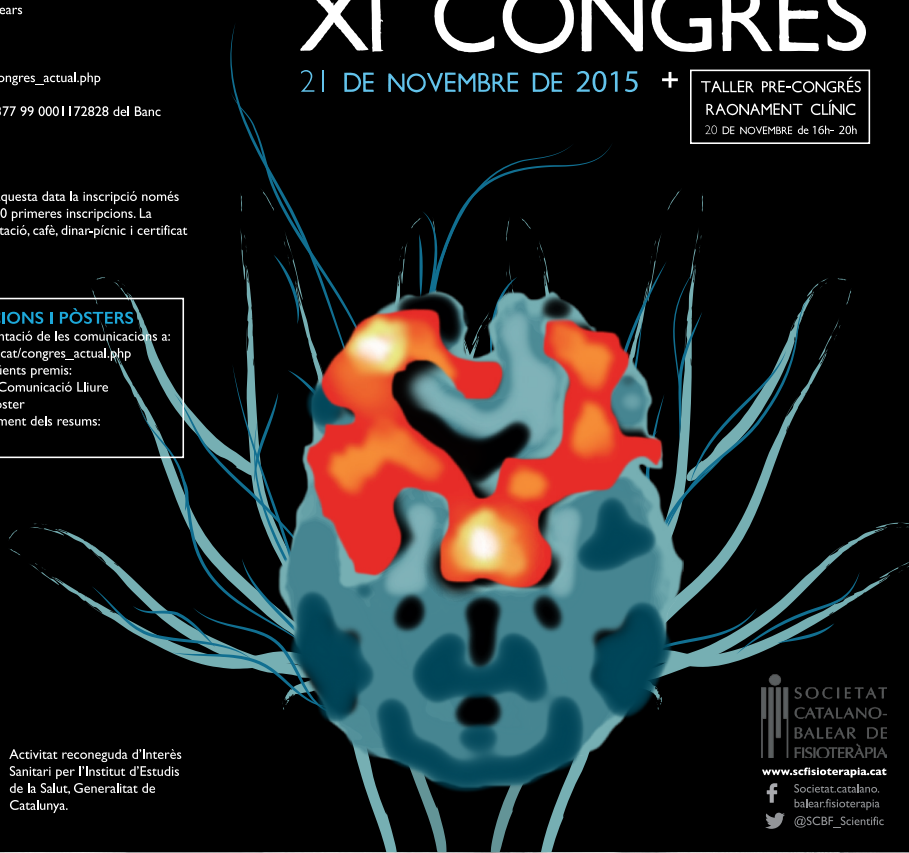 ears
ongres_actual.php
877 99 0001172828 del Banc
questa data la inscripció només
0 primeres inscripcions. La
tació, cafè, dinar-pícnic i certificat
CIONS I PÒSTERS
ntació de les comunicacions a:
cat/congres_actual.php
üents premis:
Comunicació Lliure
oster
ment dels resums:
Activitat reconeguda d'Interès
Sanitari per l'Institut d'Estudis
de la Salut, Generalitat de
Catalunya.
XI CONGRÉS
21 DE NOVEMBRE DE 2015 +
TALLER PRE-CONGRÉS
RAONAMENT CLÍNIC
20 DE NOVEMBRE de 16h- 20h
SOCIETAT
CATALANO-
BALEAR DE
FISIOTERÀPIA
www.scfisioterapia.cat
Societat.catalano.
balear.fisioterapia
@SCBF_Scientific